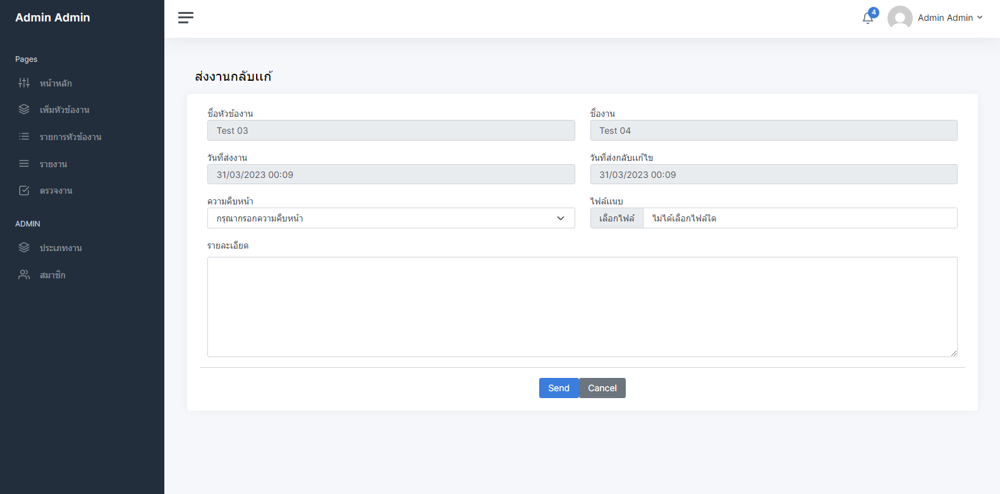 Admin Admin
4
Admin Admin
Pages
หน้าหลัก
เพิ่มหัวข้องาน
รายการหัวข้องาน
รายงาน
ตรวจงาน
ADMIN
ประเภทงาน
สมาชิก
ส่งงานกลับแก้
ชื่อหัวข้องาน
ชื่องาน
Test 03
Test 04
วันที่ส่งงาน
วันที่ส่งกลับแก้ไข
31/03/2023 00:09
31/03/2023 00:09
ความคืบหน้า
ไฟล์แนบ
กรุณากรอกความคืบหน้า
เลือกไฟล์ ไม่ได้เลือกไฟล์ใด
รายละเอียด
Send
Cancel